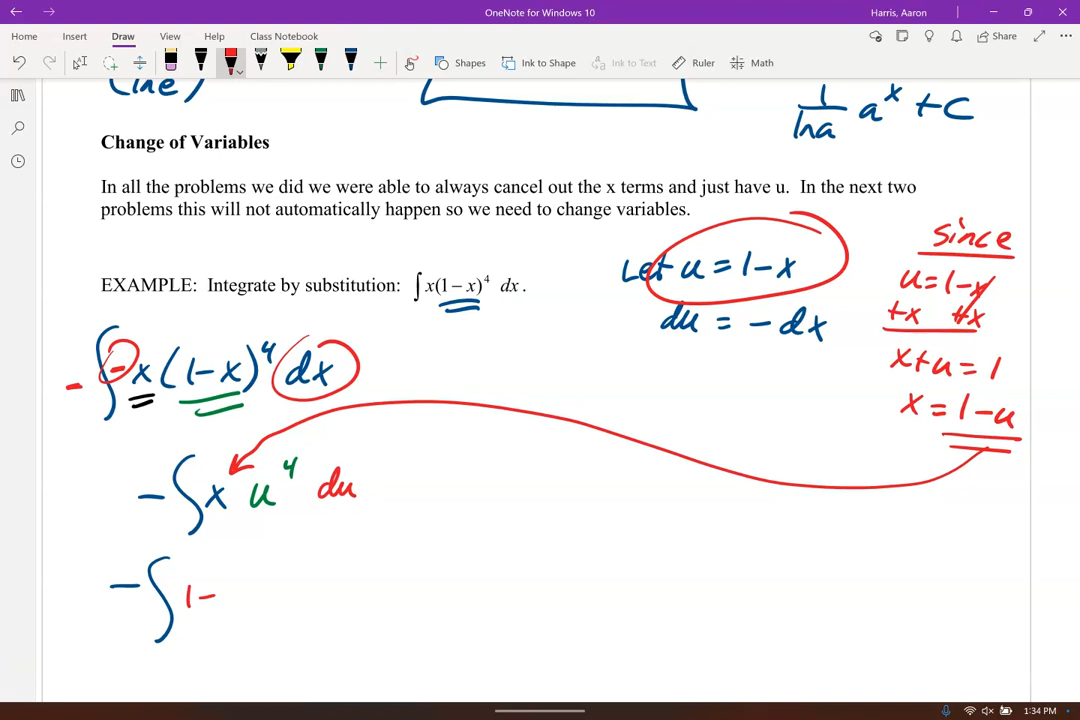 OneNote for Windows 10
Harris, Aaron
Home Insert Draw View Help Class Notebook
Share
Shapes Ink to Shape Ink to Text Ruler Math
(ln e)
1/ln a a^x + C
Change of Variables
In all the problems we did we were able to always cancel out the x terms and just have u. In the next two
problems this will not automatically happen so we need to change variables.
since
Let u = 1-x
u = 1-x
EXAMPLE: Integrate by substitution: ∫ x(1 − x)^4 dx.
+x +x
du = -dx
- ∫ -x (1-x)^4 dx
x+u = 1
x = 1-u
- ∫ x u^4 du
- ∫ 1-
1:34 PM